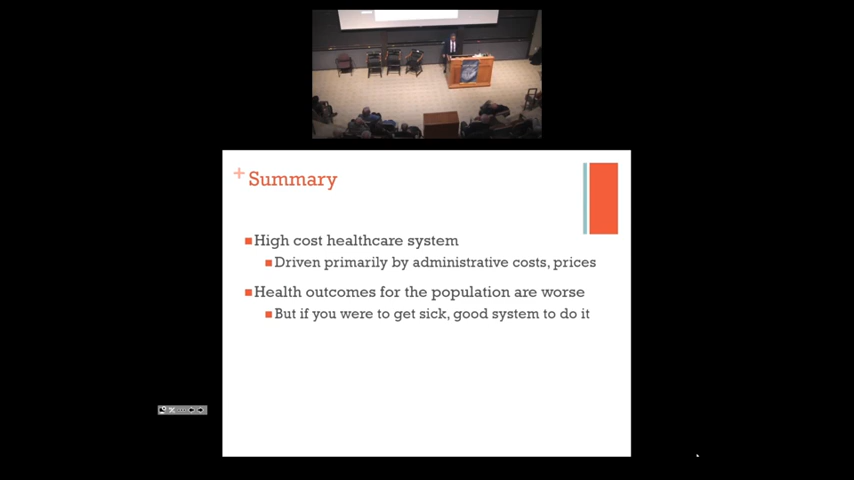 + Summary
High cost healthcare system
Driven primarily by administrative costs, prices
Health outcomes for the population are worse
But if you were to get sick, good system to do it